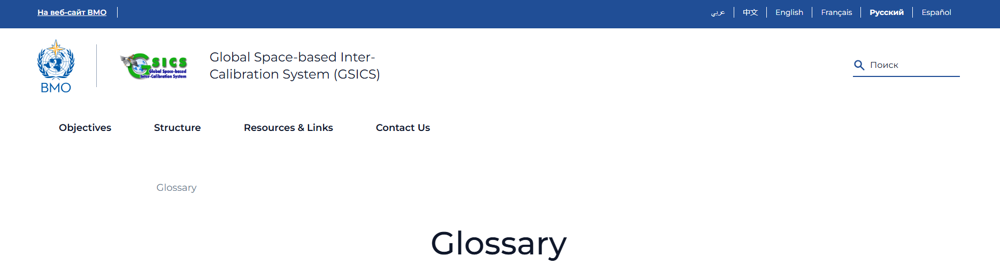 На веб-сайт ВМО
عربي
中文
English
Français
Русский
Español
ВМО
GSICS
Global Space-based
Inter-Calibration System
Global Space-based Inter-
Calibration System (GSICS)
Поиск
Objectives
Structure
Resources & Links
Contact Us
Glossary
Glossary